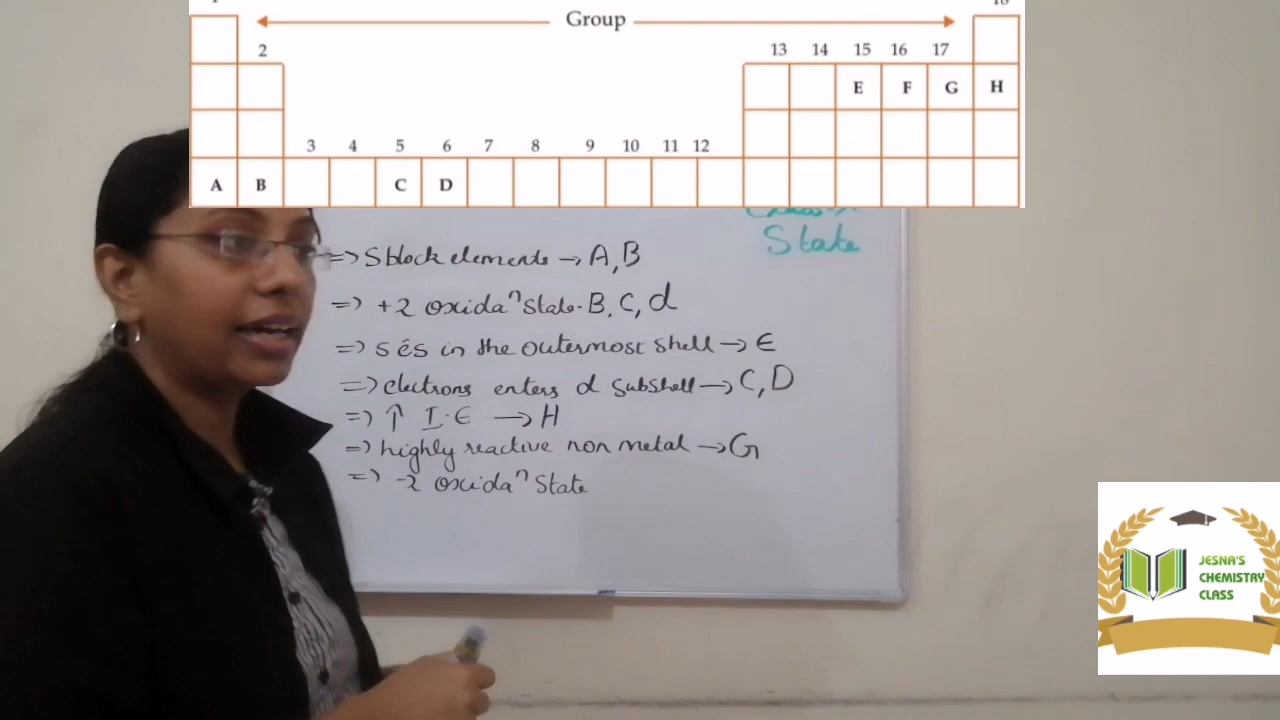 Group
2 13 14 15 16 17
E F G H
3 4 5 6 7 8 9 10 11 12
A B C D
State
=> S block elements → A, B
=> +2 oxidaⁿ State - B, C, d
=> 5 és in the outermost shell → E
=> electrons enters d subshell → C, D
=> ↑ I.E → H
=> highly reactive non metal → G
=> -2 oxidaⁿ State
JESNA'S
CHEMISTRY
CLASS